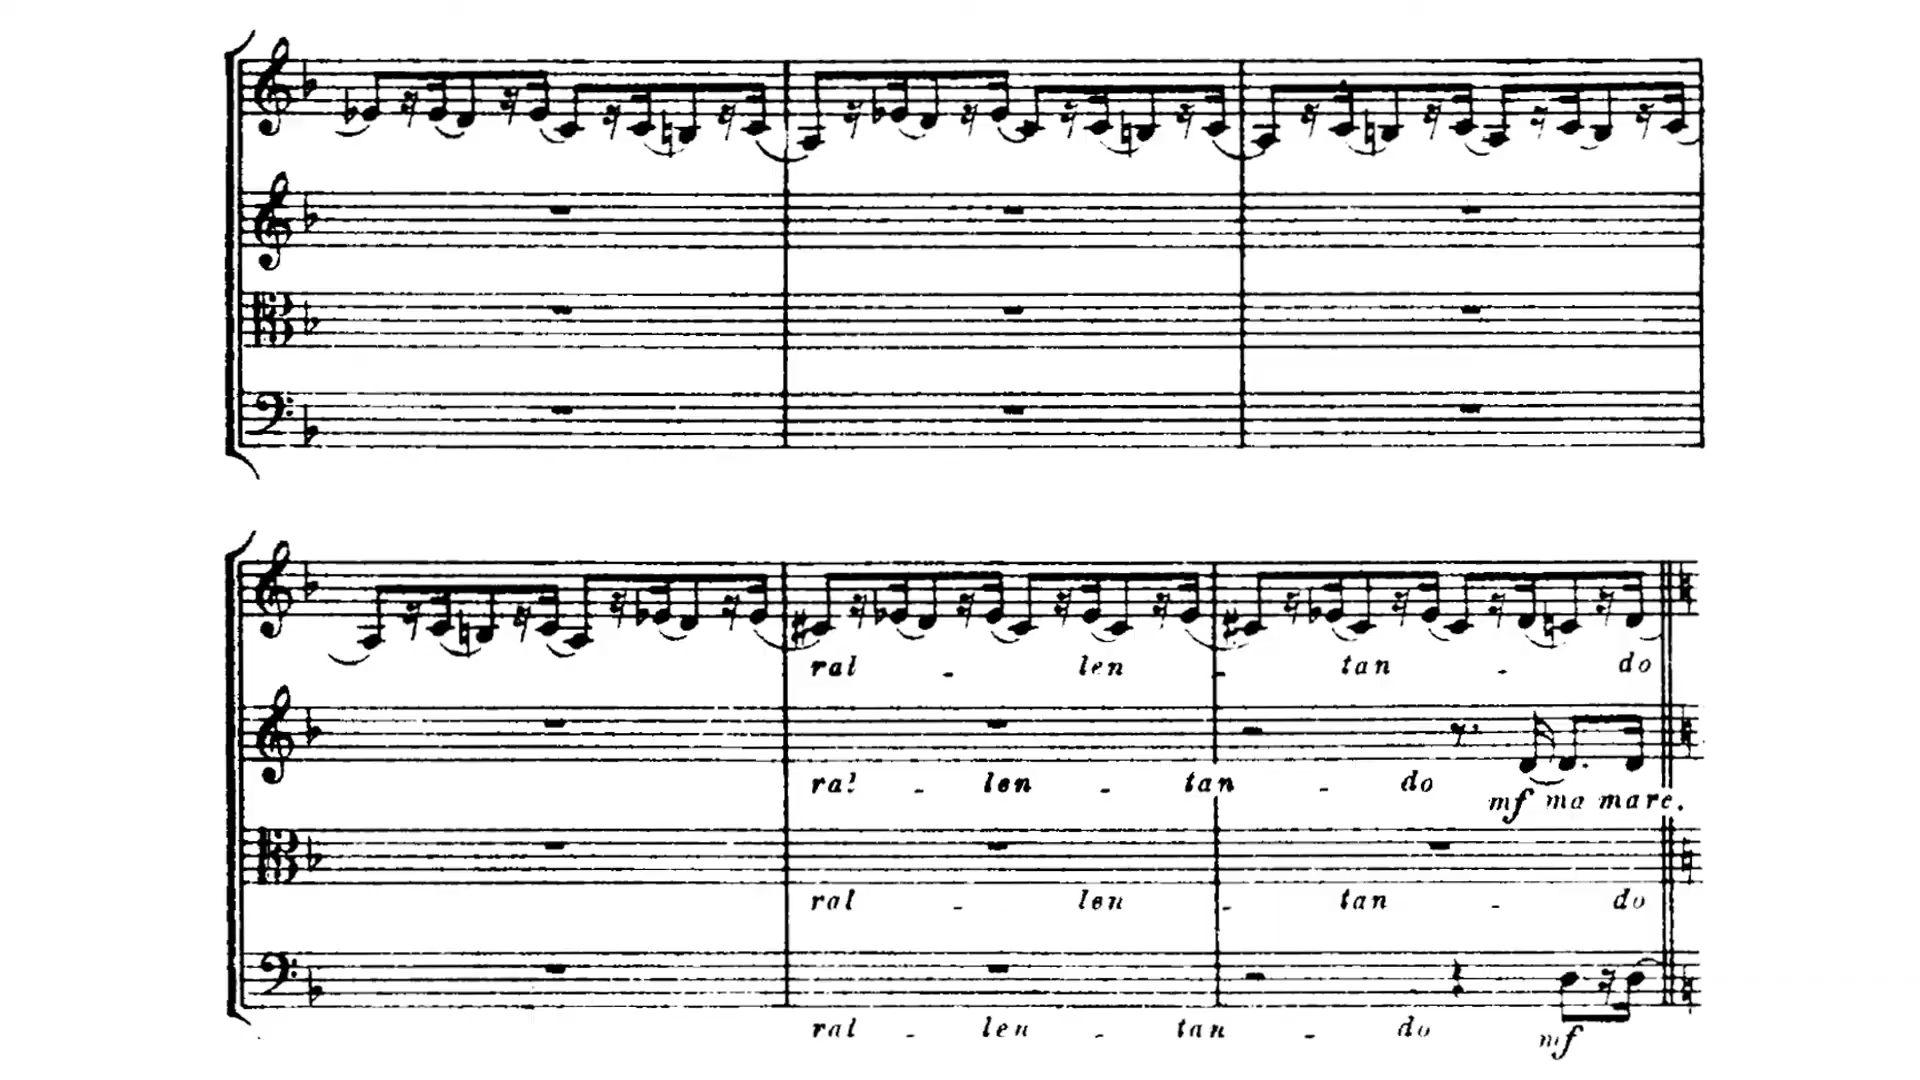 ral - len - tan - do
ral - len - tan - do
mf ma marc.
ral - len - tan - do
ral - len - tan - do
mf